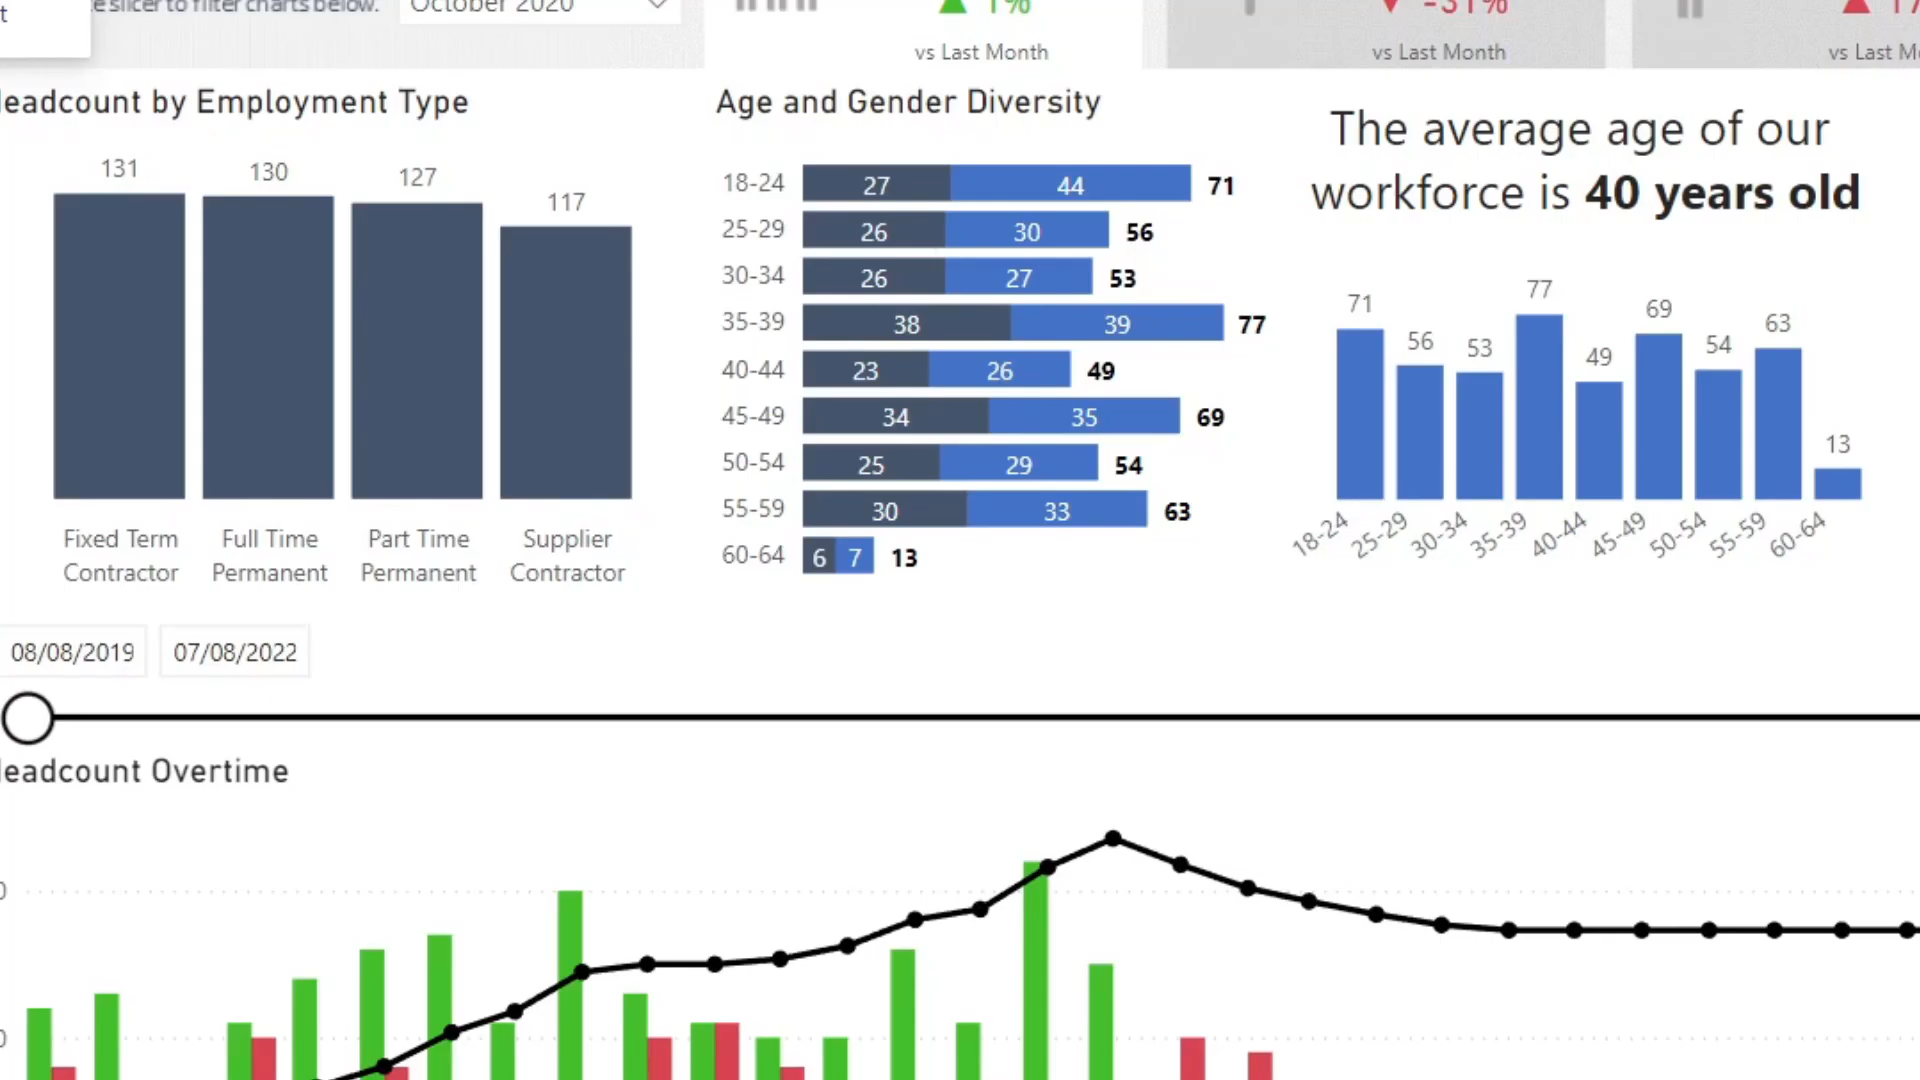 t
e slicer to filter charts below.
October 2020
1%
vs Last Month
-31%
vs Last Month
vs Last M
eadcount by Employment Type
131
130
127
117
Fixed Term
Contractor
Full Time
Permanent
Part Time
Permanent
Supplier
Contractor
Age and Gender Diversity
18-24 27 44 71
25-29 26 30 56
30-34 26 27 53
35-39 38 39 77
40-44 23 26 49
45-49 34 35 69
50-54 25 29 54
55-59 30 33 63
60-64 6 7 13
The average age of our
workforce is 40 years old
71
56
53
77
49
69
54
63
13
18-24
25-29
30-34
35-39
40-44
45-49
50-54
55-59
60-64
08/08/2019
07/08/2022
eadcount Overtime
0
0